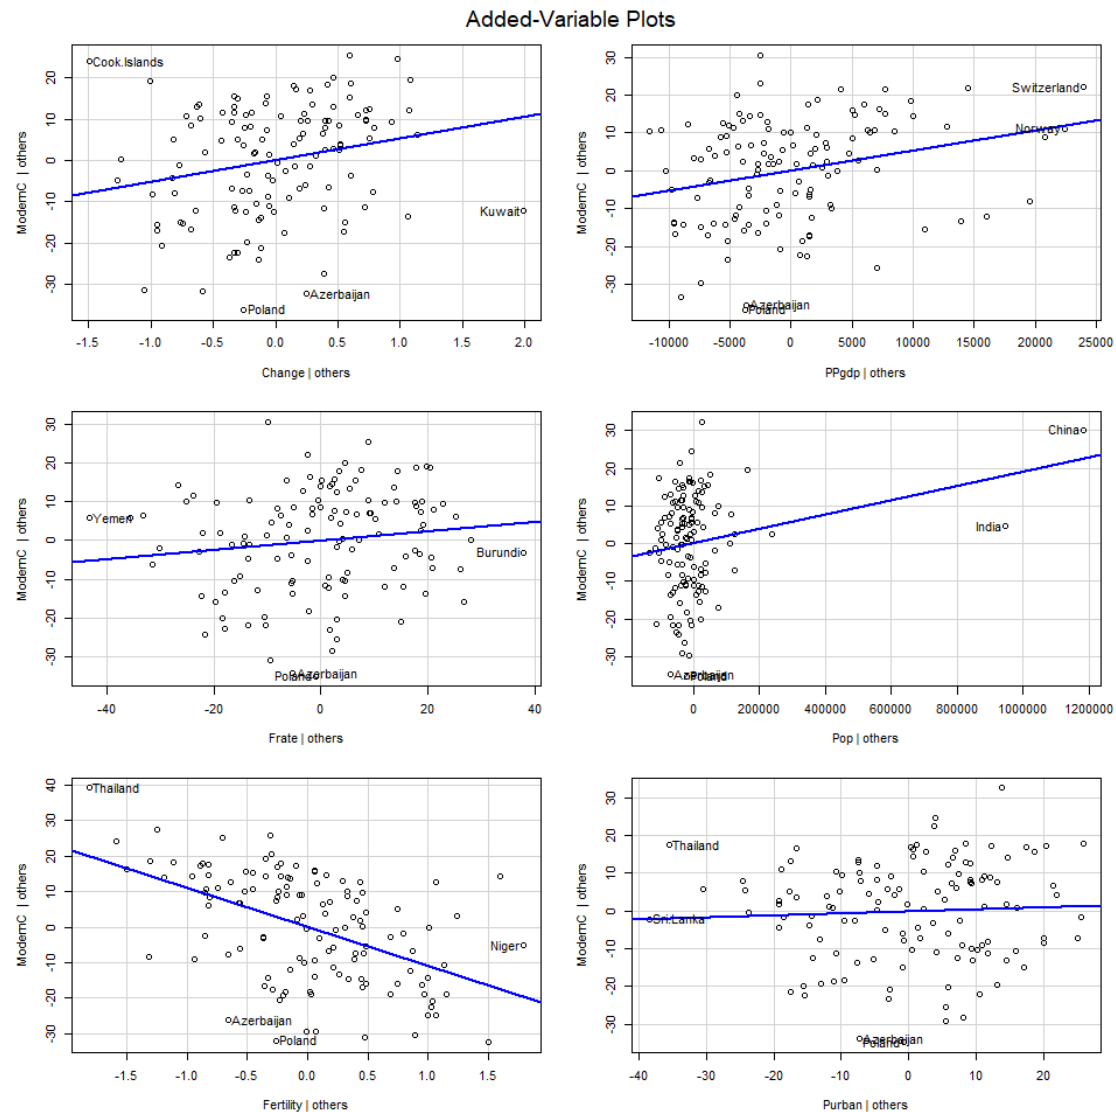 Added-Variable Plots
ModernC | others
20
10
0
-10
-20
-30
Cook.Islands
Kuwait
Azerbaijan
Poland
-1.5 -1.0 -0.5 0.0 0.5 1.0 1.5 2.0
Change | others
ModernC | others
30
20
10
0
-10
-20
-30
Switzerland
Norway
Azerbaijan
Poland
-10000 -5000 0 5000 10000 15000 20000 25000
PPgdp | others
ModernC | others
30
20
10
0
-10
-20
-30
Yemen
Burundi
Azerbaijan
Poland
-40 -20 0 20 40
Frate | others
ModernC | others
30
20
10
0
-10
-20
-30
China
India
Azerbaijan
Poland
0 200000 400000 600000 800000 1000000 1200000
Pop | others
ModernC | others
40
30
20
10
0
-10
-20
-30
Thailand
Niger
Azerbaijan
Poland
-1.5 -1.0 -0.5 0.0 0.5 1.0 1.5
Fertility | others
ModernC | others
30
20
10
0
-10
-20
-30
Thailand
Sri.Lanka
Azerbaijan
Poland
-40 -30 -20 -10 0 10 20
Purban | others